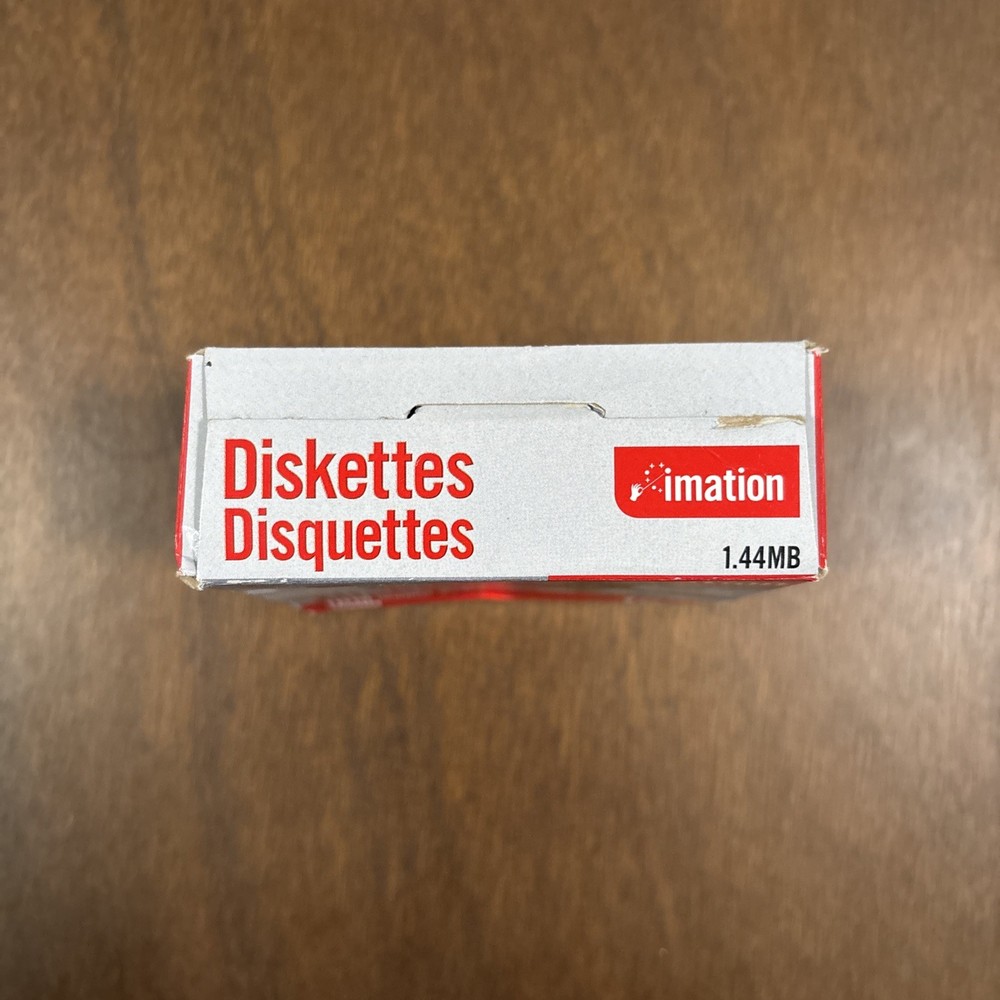 Diskettes
Disquettes
imation
1.44MB